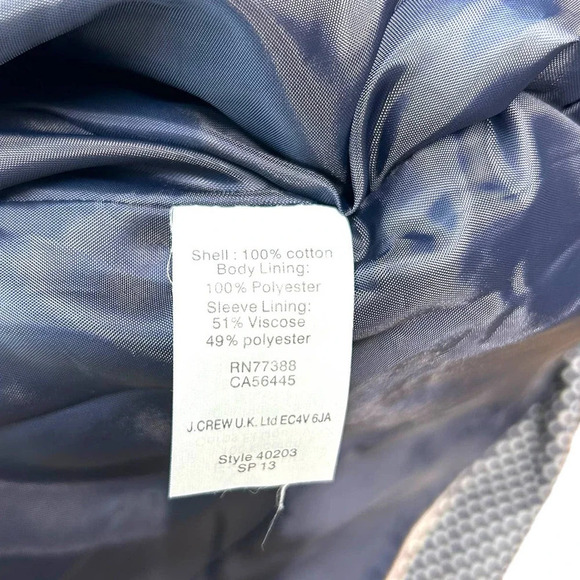 Shell : 100% cotton
Body Lining:
100% Polyester
Sleeve Lining:
51% Viscose
49% polyester
RN77388
CA56445
J.CREW U.K. Ltd EC4V 6JA
Style 40203
SP 13